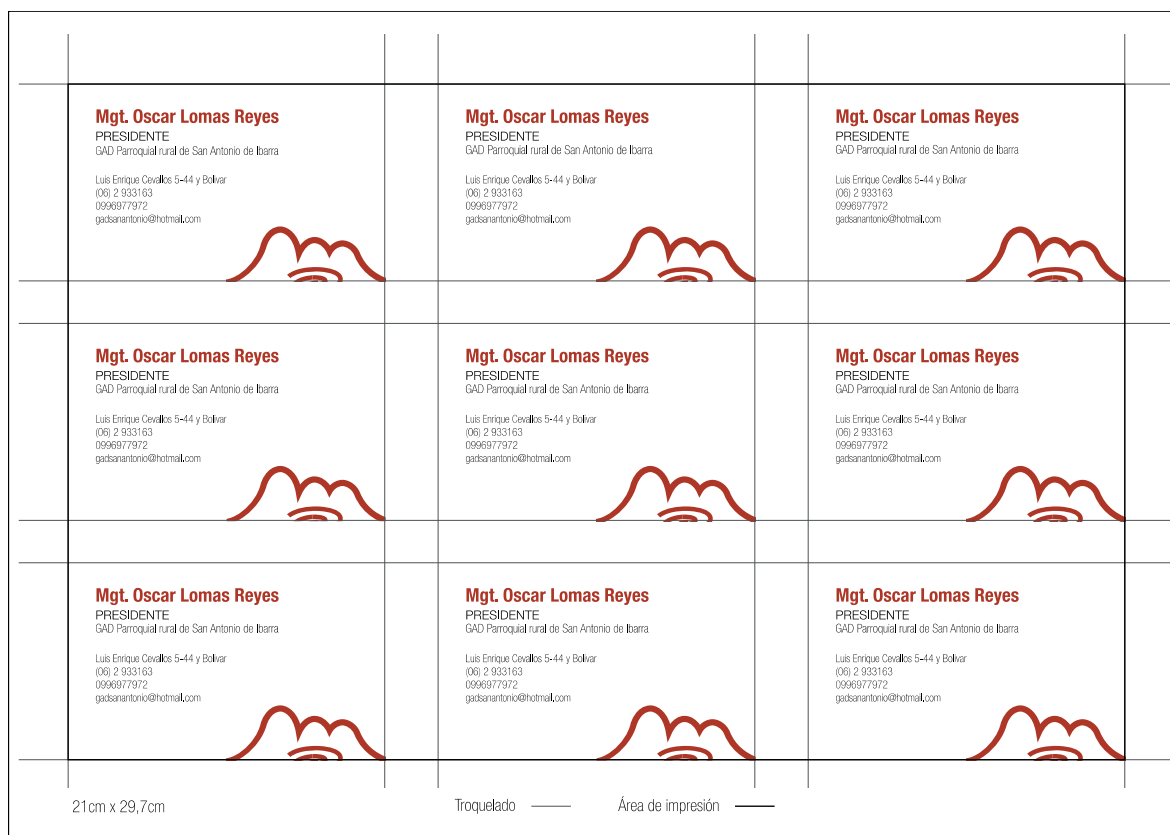 Mgt. Oscar Lomas Reyes
PRESIDENTE
GAD Parroquial rural de San Antonio de Ibarra
Luis Enrique Cevallos 5-44 y Bolivar
(06) 2 933163
0996977972
gadsanantonio@hotmail.com
Mgt. Oscar Lomas Reyes
PRESIDENTE
GAD Parroquial rural de San Antonio de Ibarra
Luis Enrique Cevallos 5-44 y Bolivar
(06) 2 933163
0996977972
gadsanantonio@hotmail.com
Mgt. Oscar Lomas Reyes
PRESIDENTE
GAD Parroquial rural de San Antonio de Ibarra
Luis Enrique Cevallos 5-44 y Bolivar
(06) 2 933163
0996977972
gadsanantonio@hotmail.com
Mgt. Oscar Lomas Reyes
PRESIDENTE
GAD Parroquial rural de San Antonio de Ibarra
Luis Enrique Cevallos 5-44 y Bolivar
(06) 2 933163
0996977972
gadsanantonio@hotmail.com
Mgt. Oscar Lomas Reyes
PRESIDENTE
GAD Parroquial rural de San Antonio de Ibarra
Luis Enrique Cevallos 5-44 y Bolivar
(06) 2 933163
0996977972
gadsanantonio@hotmail.com
Mgt. Oscar Lomas Reyes
PRESIDENTE
GAD Parroquial rural de San Antonio de Ibarra
Luis Enrique Cevallos 5-44 y Bolivar
(06) 2 933163
0996977972
gadsanantonio@hotmail.com
Mgt. Oscar Lomas Reyes
PRESIDENTE
GAD Parroquial rural de San Antonio de Ibarra
Luis Enrique Cevallos 5-44 y Bolivar
(06) 2 933163
0996977972
gadsanantonio@hotmail.com
Mgt. Oscar Lomas Reyes
PRESIDENTE
GAD Parroquial rural de San Antonio de Ibarra
Luis Enrique Cevallos 5-44 y Bolivar
(06) 2 933163
0996977972
gadsanantonio@hotmail.com
Mgt. Oscar Lomas Reyes
PRESIDENTE
GAD Parroquial rural de San Antonio de Ibarra
Luis Enrique Cevallos 5-44 y Bolivar
(06) 2 933163
0996977972
gadsanantonio@hotmail.com
21cm x 29,7cm
Troquelado
Área de impresión